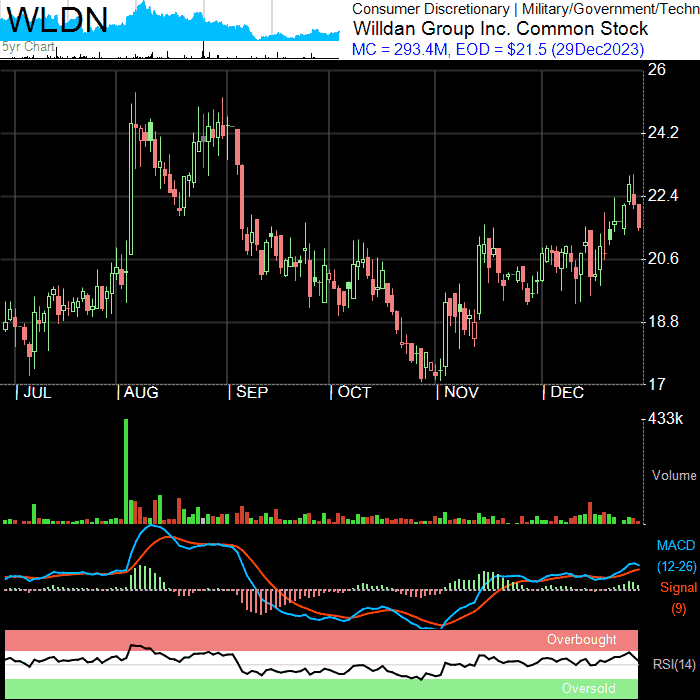 WLDN
5yr Chart
Consumer Discretionary | Military/Government/Techn
Willdan Group Inc. Common Stock
MC = 293.4M, EOD = $21.5 (29Dec2023)
26
24.2
22.4
20.6
18.8
17
JUL AUG SEP OCT NOV DEC
433k
Volume
MACD
(12-26)
Signal
(9)
Overbought
RSI(14)
Oversold